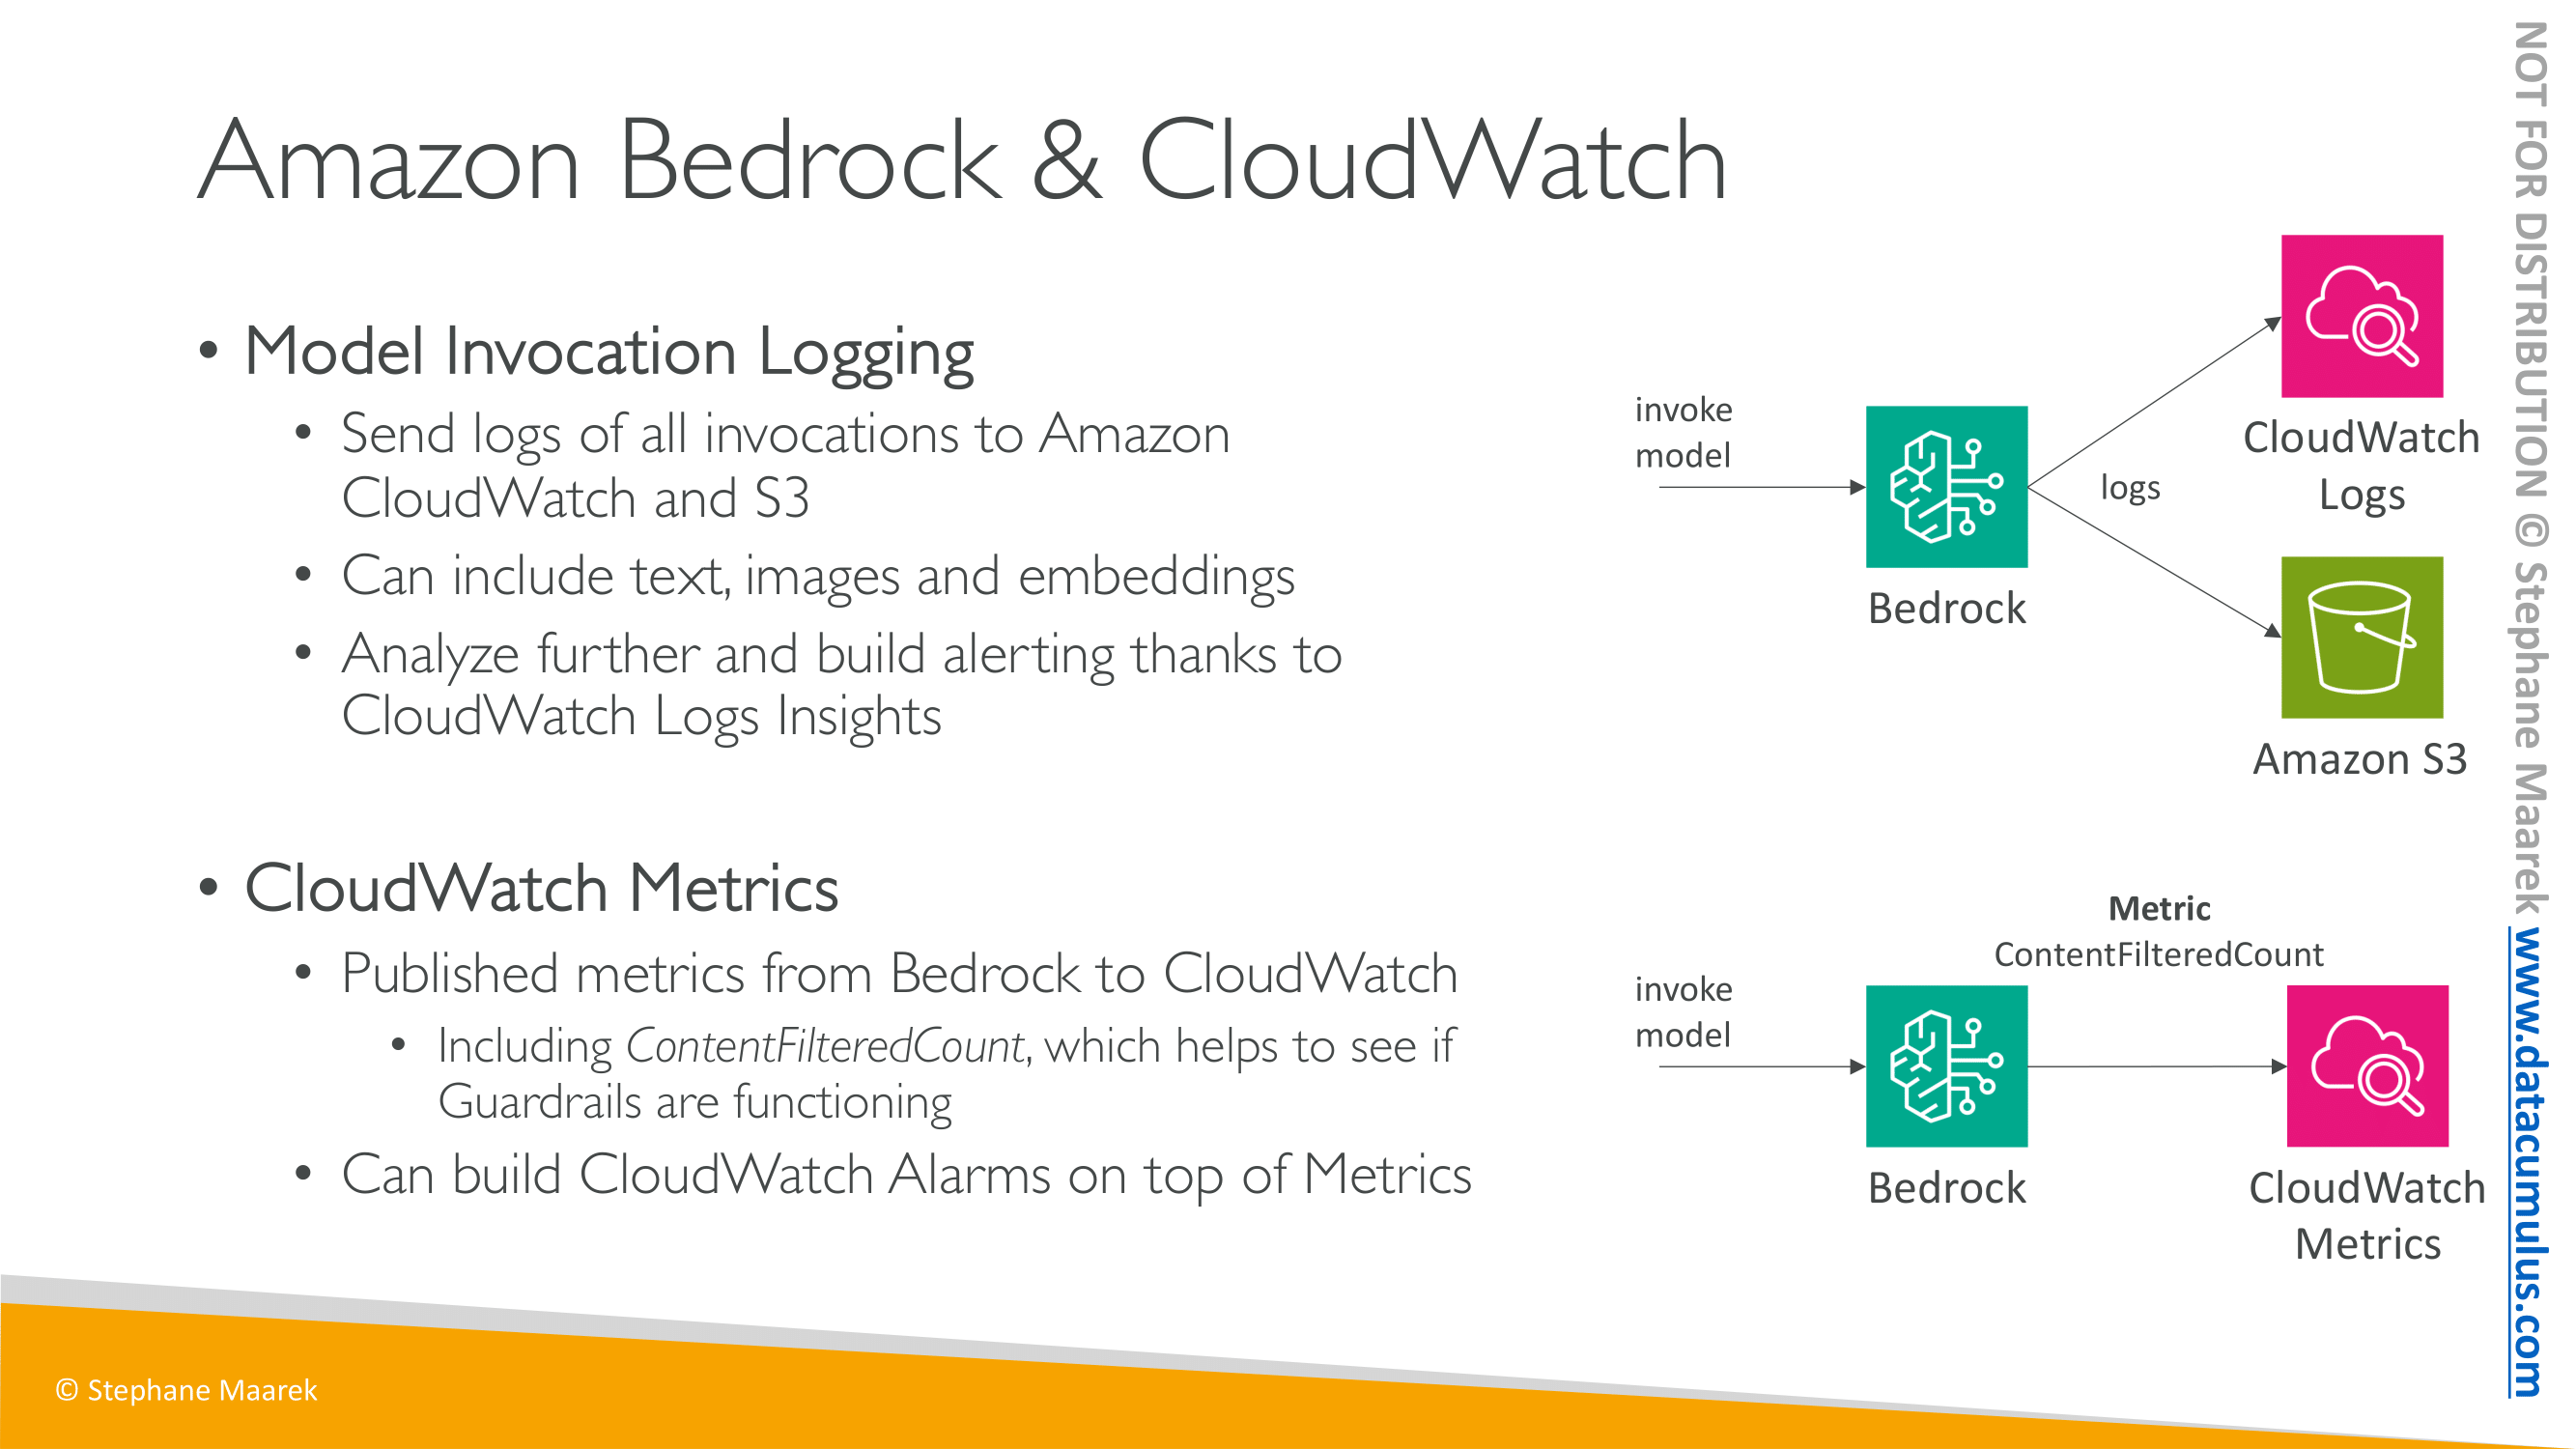 Amazon Bedrock & CloudWatch
• Model Invocation Logging
• Send logs of all invocations to Amazon
CloudWatch and S3
• Can include text, images and embeddings
• Analyze further and build alerting thanks to
CloudWatch Logs Insights
• CloudWatch Metrics
• Published metrics from Bedrock to CloudWatch
• Including ContentFilteredCount, which helps to see if
Guardrails are functioning
• Can build CloudWatch Alarms on top of Metrics
invoke
model
Bedrock
logs
CloudWatch
Logs
Amazon S3
invoke
model
Bedrock
Metric
ContentFilteredCount
CloudWatch
Metrics
NOT FOR DISTRIBUTION © Stephane Maarek www.datacumulus.com
© Stephane Maarek